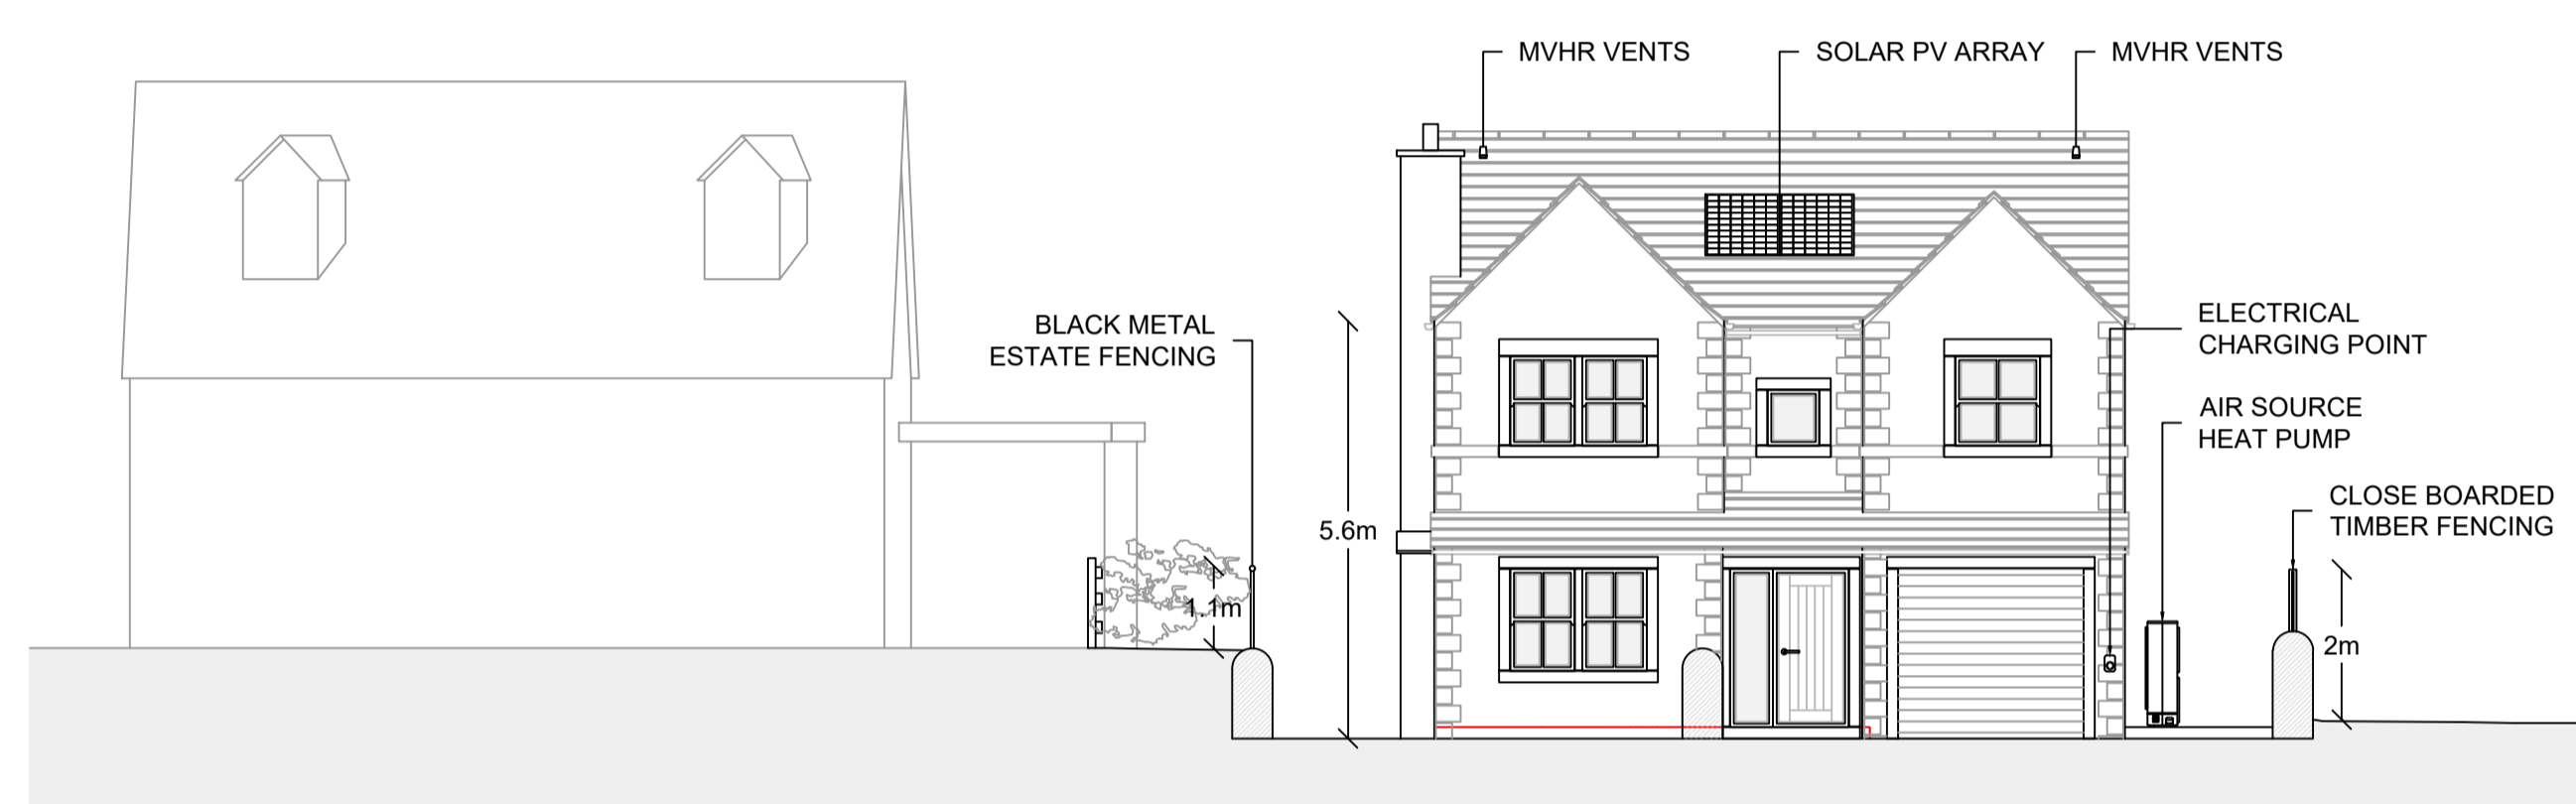 MVHR VENTS
SOLAR PV ARRAY
MVHR VENTS
BLACK METAL
ESTATE FENCING
ELECTRICAL
CHARGING POINT
AIR SOURCE
HEAT PUMP
CLOSE BOARDED
TIMBER FENCING
5.6m
1.1m
2m